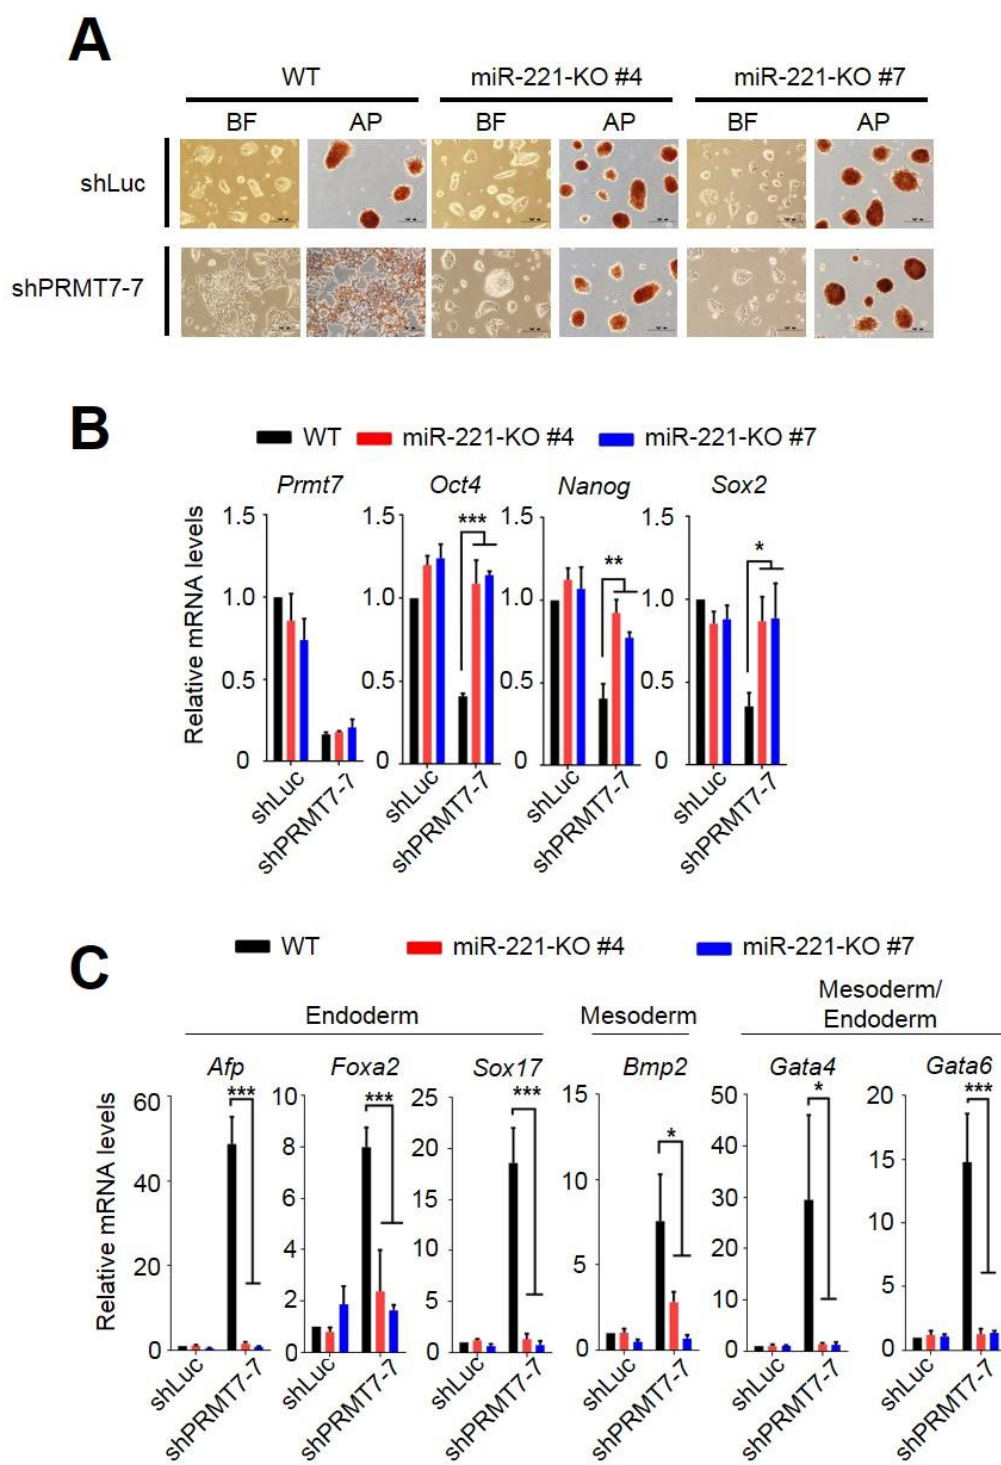 A
WT miR-221-KO #4 miR-221-KO #7
BF AP BF AP BF AP
shLuc
shPRMT7-7
B
WT miR-221-KO #4 miR-221-KO #7
Prmt7 Oct4 Nanog Sox2
Relative mRNA levels
1.5 1.5 1.5 1.5
*** ** *
1.0 1.0 1.0 1.0
0.5 0.5 0.5 0.5
0 0 0 0
shLuc shPRMT7-7 shLuc shPRMT7-7 shLuc shPRMT7-7 shLuc shPRMT7-7
C
WT miR-221-KO #4 miR-221-KO #7
Endoderm Mesoderm Mesoderm/
Endoderm
Afp Foxa2 Sox17 Bmp2 Gata4 Gata6
*** *** *** * * ***
Relative mRNA levels
60 40 20 0
10 8 6 4 2 0
25 20 15 10 5 0
15 10 5 0
50 40 30 20 10 0
20 15 10 5 0
shLuc shPRMT7-7 shLuc shPRMT7-7 shLuc shPRMT7-7 shLuc shPRMT7-7 shLuc shPRMT7-7 shLuc shPRMT7-7